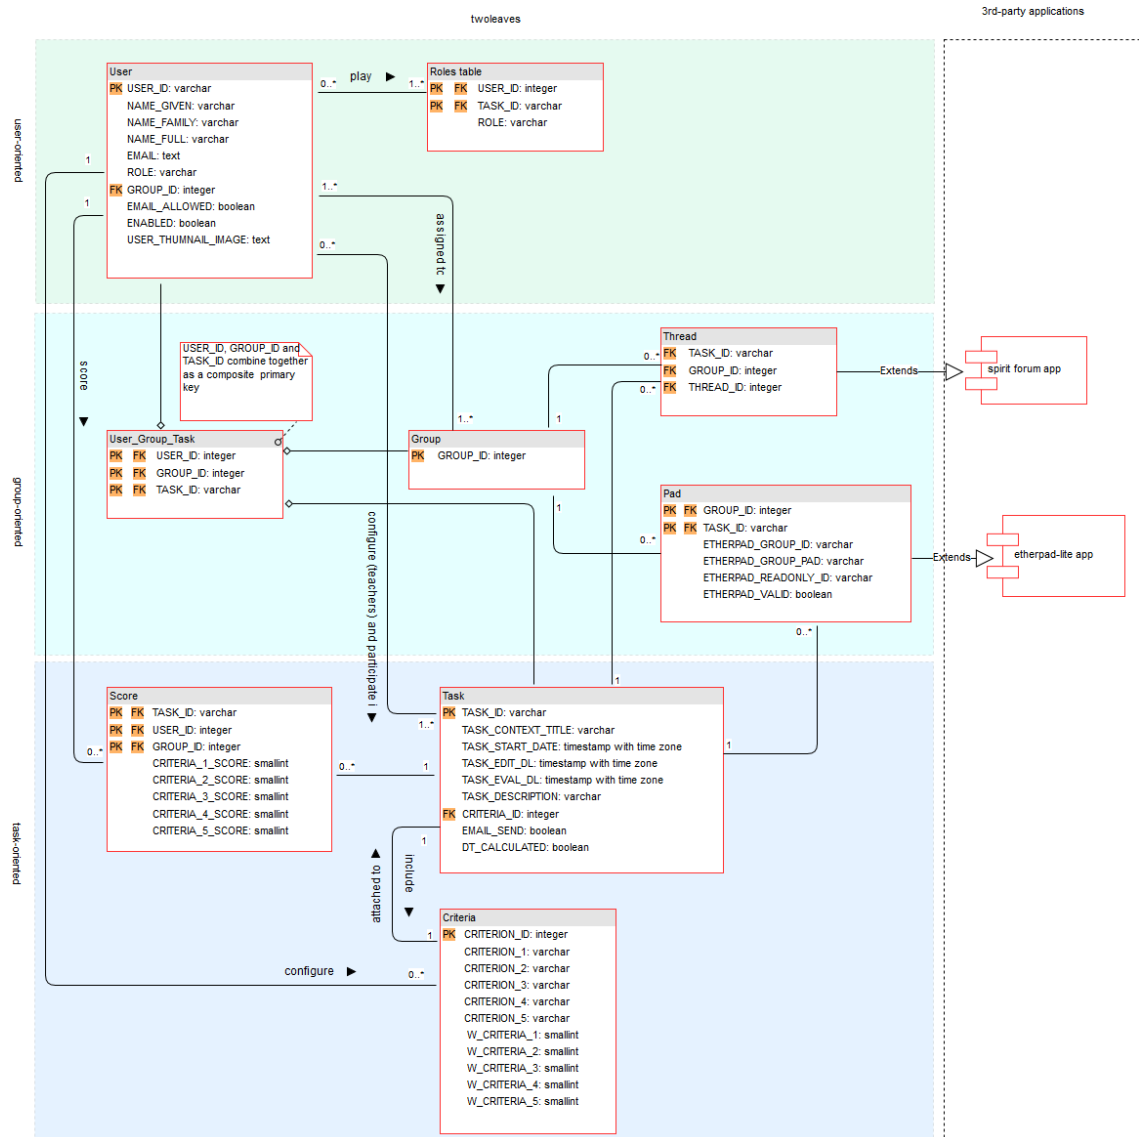 twoleaves
3rd-party applications
user-oriented
User
PK USER_ID: varchar
NAME_GIVEN: varchar
NAME_FAMILY: varchar
NAME_FULL: varchar
EMAIL: text
ROLE: varchar
FK GROUP_ID: integer
EMAIL_ALLOWED: boolean
ENABLED: boolean
USER_THUMNAIL_IMAGE: text
0..*
play
1..*
Roles table
PK FK USER_ID: integer
PK FK TASK_ID: varchar
ROLE: varchar
1
1
1..*
0..*
assigned to
group-oriented
score
USER_ID, GROUP_ID and
TASK_ID combine together
as a composite primary
key
User_Group_Task
PK FK USER_ID: integer
PK FK GROUP_ID: integer
PK FK TASK_ID: varchar
1..*
Group
PK GROUP_ID: integer
1
1
0..*
0..*
Thread
FK TASK_ID: varchar
FK GROUP_ID: integer
FK THREAD_ID: integer
Extends
spirit forum app
0..*
Pad
PK FK GROUP_ID: integer
PK FK TASK_ID: varchar
ETHERPAD_GROUP_ID: varchar
ETHERPAD_GROUP_PAD: varchar
ETHERPAD_READONLY_ID: varchar
ETHERPAD_VALID: boolean
Extends
etherpad-lite app
0..*
configure (teachers) and participate i
task-oriented
Score
PK FK TASK_ID: varchar
PK FK USER_ID: integer
PK FK GROUP_ID: integer
CRITERIA_1_SCORE: smallint
CRITERIA_2_SCORE: smallint
CRITERIA_3_SCORE: smallint
CRITERIA_4_SCORE: smallint
CRITERIA_5_SCORE: smallint
0..*
0..*
1
1..*
1
1
Task
PK TASK_ID: varchar
TASK_CONTEXT_TITLE: varchar
TASK_START_DATE: timestamp with time zone
TASK_EDIT_DL: timestamp with time zone
TASK_EVAL_DL: timestamp with time zone
TASK_DESCRIPTION: varchar
FK CRITERIA_ID: integer
EMAIL_SEND: boolean
DT_CALCULATED: boolean
1
attached to
include
1
configure
0..*
Criteria
PK CRITERION_ID: integer
CRITERION_1: varchar
CRITERION_2: varchar
CRITERION_3: varchar
CRITERION_4: varchar
CRITERION_5: varchar
W_CRITERIA_1: smallint
W_CRITERIA_2: smallint
W_CRITERIA_3: smallint
W_CRITERIA_4: smallint
W_CRITERIA_5: smallint